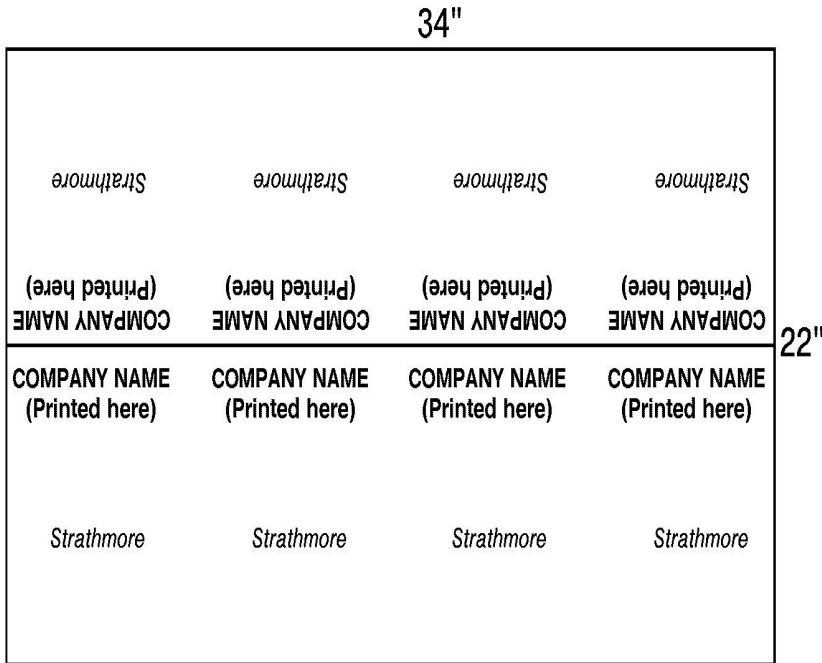 34"
Strathmore Strathmore Strathmore Strathmore
(Printed here) (Printed here) (Printed here) (Printed here)
COMPANY NAME COMPANY NAME COMPANY NAME COMPANY NAME
22"
COMPANY NAME COMPANY NAME COMPANY NAME COMPANY NAME
(Printed here) (Printed here) (Printed here) (Printed here)
Strathmore Strathmore Strathmore Strathmore